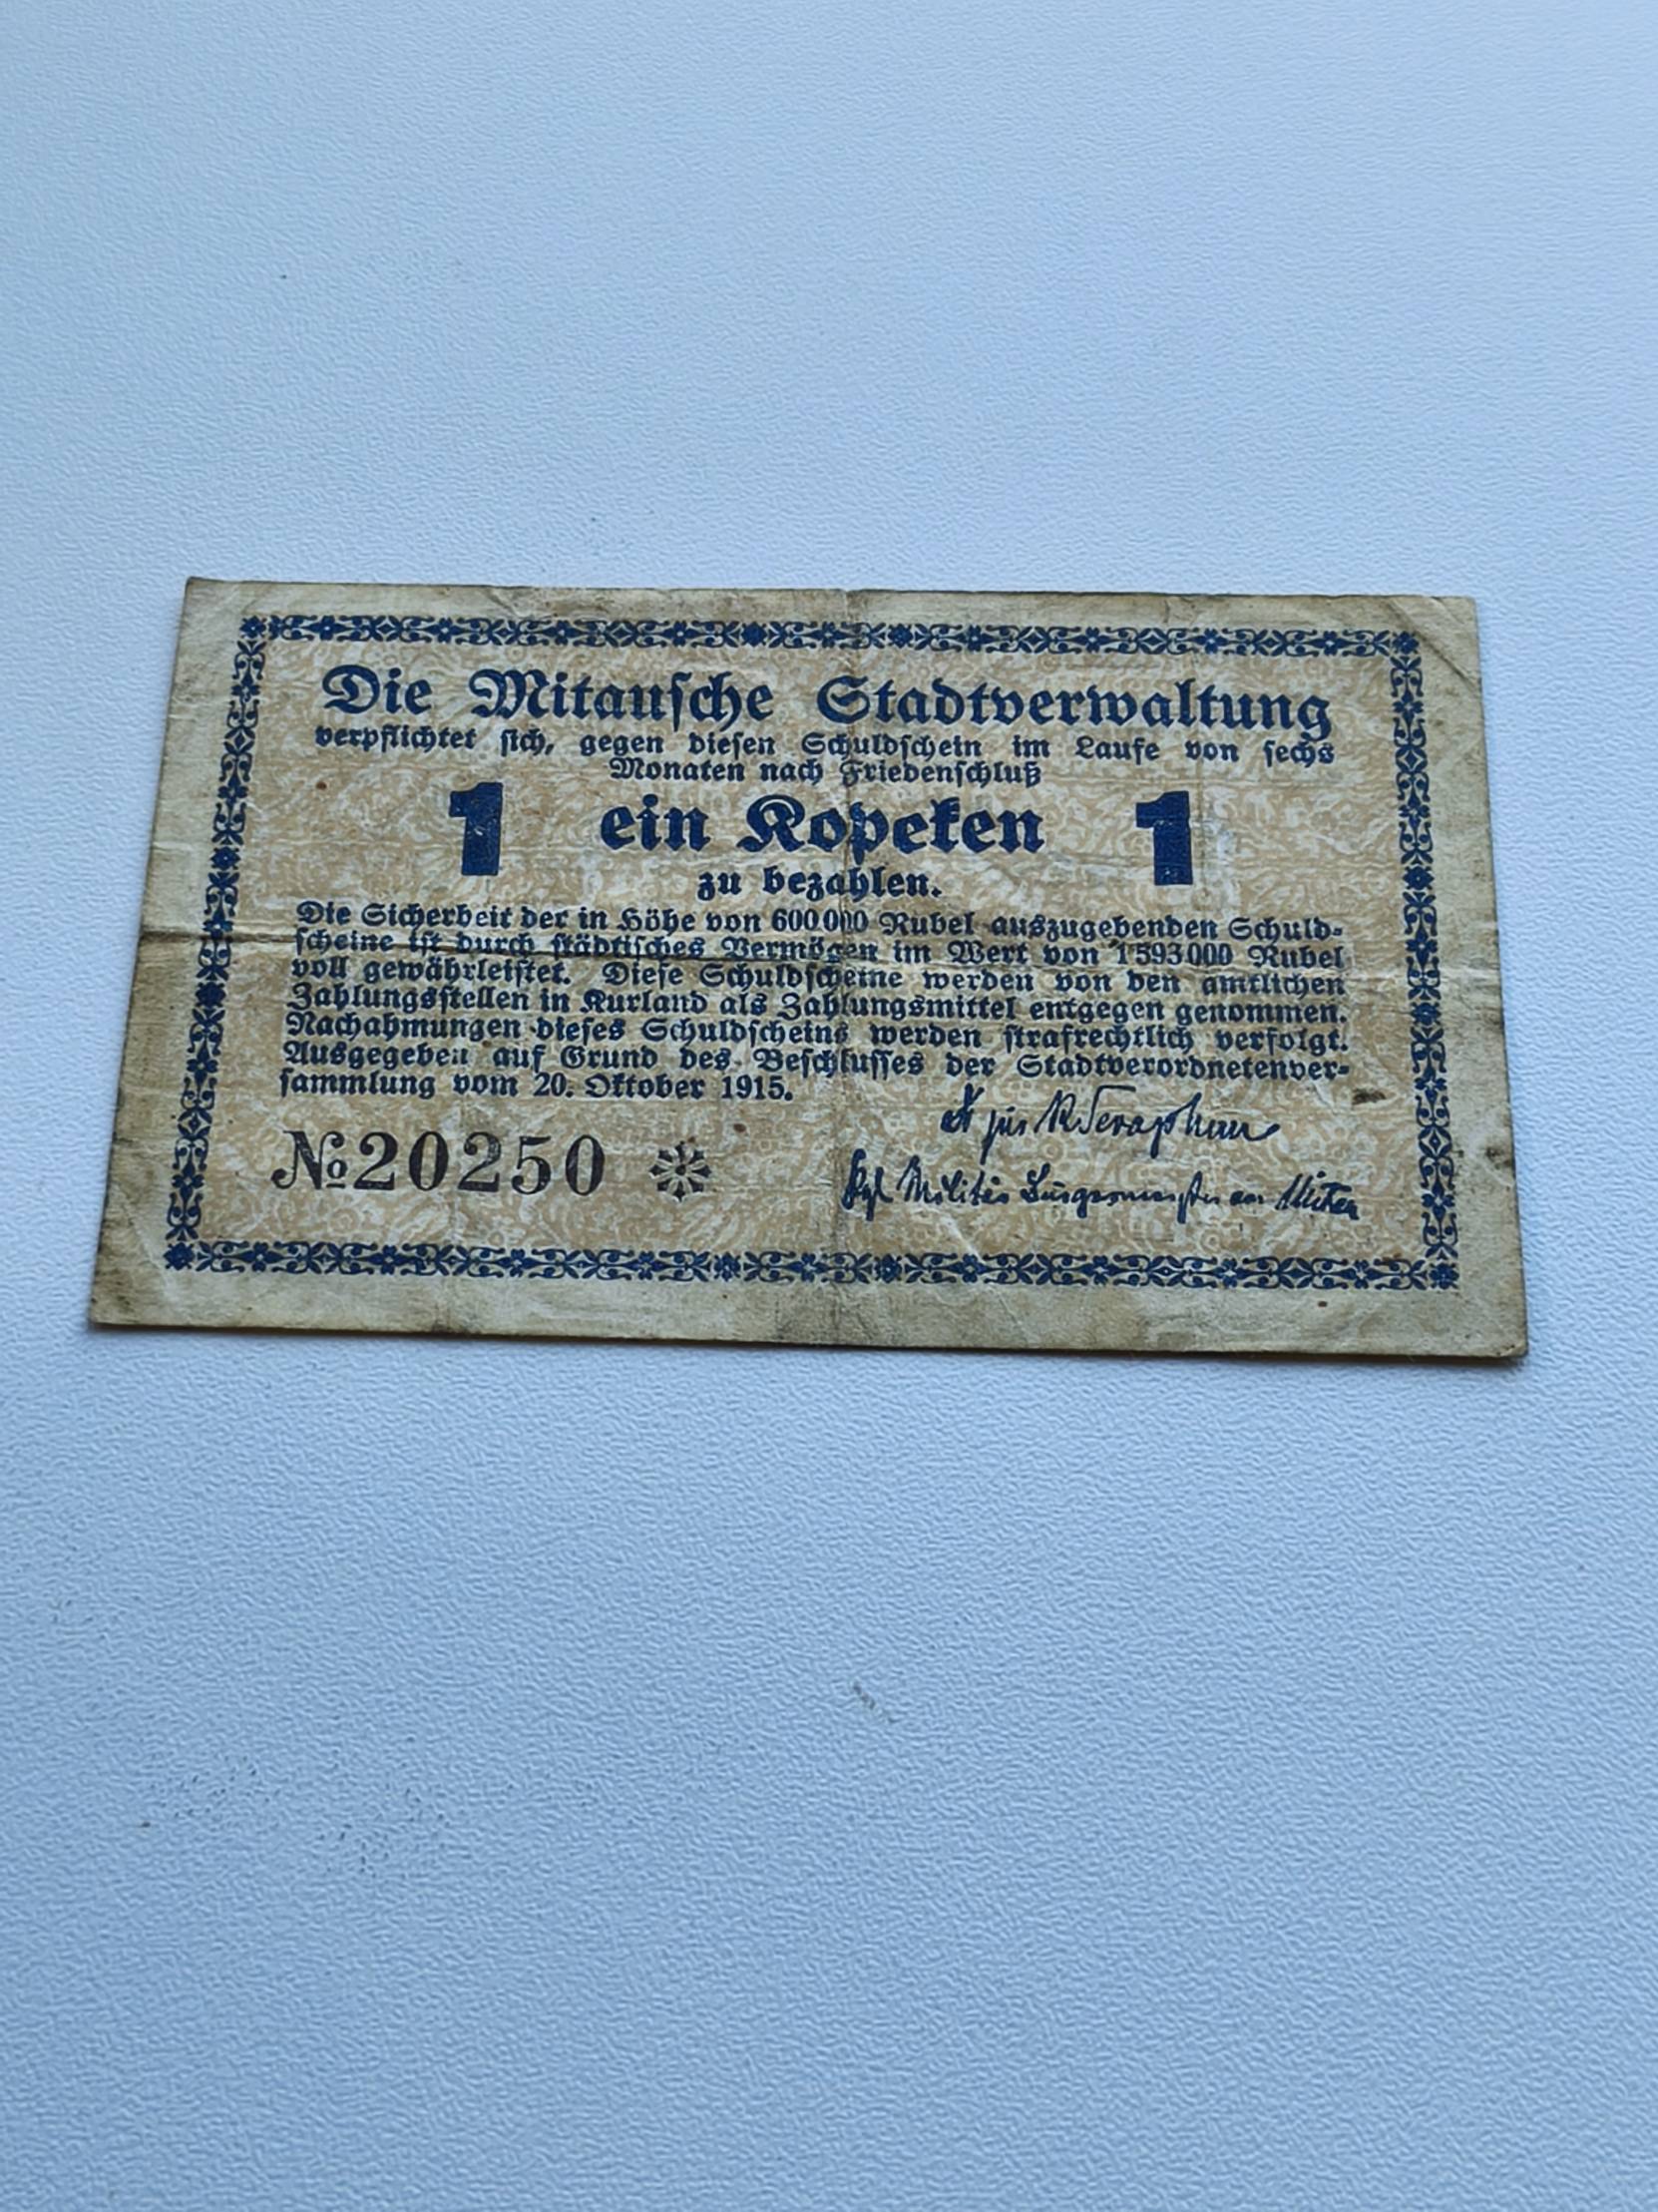 Die Mitausche Stadtverwaltung
verpflichtet sich, gegen diesen Schuldschein im Laufe von sechs
Monaten nach Friedenschluß
1 ein Kopeken 1
zu bezahlen.
Die Sicherheit der in Höhe von 600000 Rubel auszugebenden Schuld-
scheine ist durch städtisches Vermögen im Wert von 1593000 Rubel
voll gewährleistet. Diese Schuldscheine werden von den amtlichen
Zahlungsstellen in Kurland als Zahlungsmittel entgegen genommen.
Nachahmungen dieses Schuldscheins werden strafrechtlich verfolgt.
Ausgegeben auf Grund des Beschlusses der Stadtverordnetenver-
sammlung vom 20. Oktober 1915.
№20250